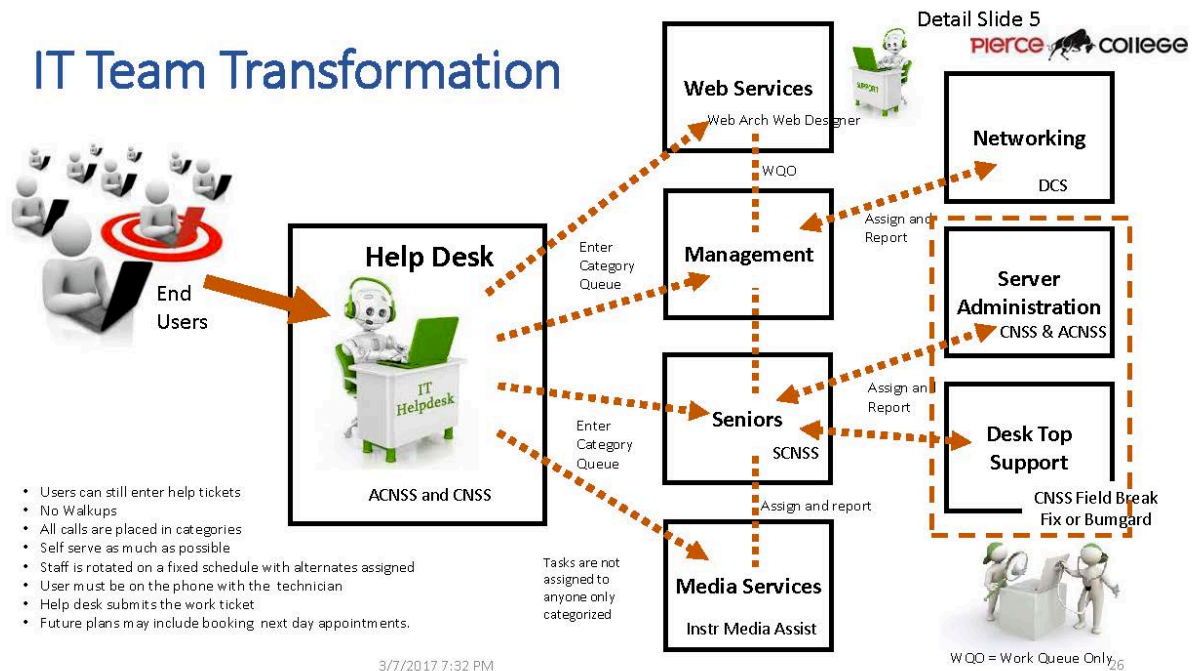 Detail Slide 5
PIERCE COLLEGE
IT Team Transformation
End
Users
Help Desk
IT
Helpdesk
ACNSS and CNSS
Enter
Category
Queue
Enter
Category
Queue
Web Services
Web Arch Web Designer
SUPPORT
WQO
Management
Assign and
Report
Networking
DCS
Server
Administration
CNSS & ACNSS
Assign and
Report
Seniors
SCNSS
Desk Top
Support
CNSS Field Break
Fix or Bumgard
Assign and report
Media Services
Instr Media Assist
Tasks are not
assigned to
anyone only
categorized
• Users can still enter help tickets
• No Walkups
• All calls are placed in categories
• Self serve as much as possible
• Staff is rotated on a fixed schedule with alternates assigned
• User must be on the phone with the technician
• Help desk submits the work ticket
• Future plans may include booking next day appointments.
WQO = Work Queue Only
3/7/2017 7:32 PM
26